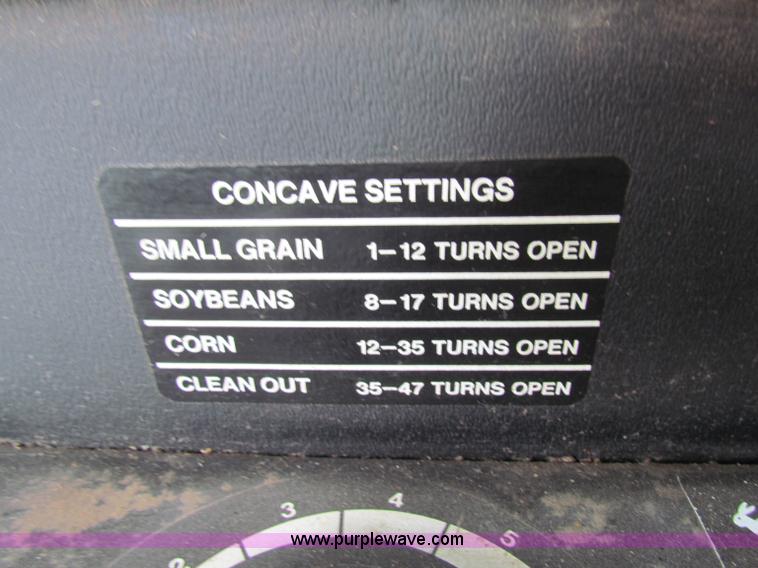 CONCAVE SETTINGS
SMALL GRAIN 1-12 TURNS OPEN
SOYBEANS 8-17 TURNS OPEN
CORN 12-35 TURNS OPEN
CLEAN OUT 35-47 TURNS OPEN
3 4 5
www.purplewave.com